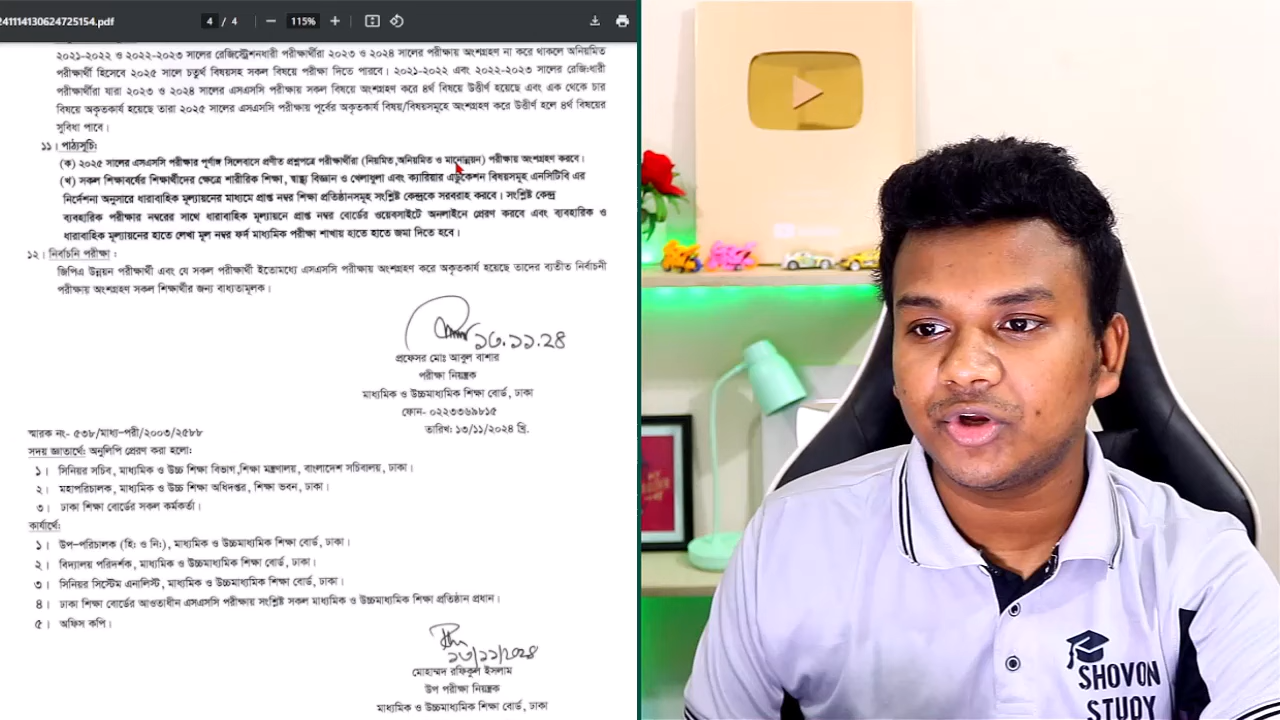 24111413062472​5154.pdf
4 / 4
115%
২০২১-২০২২ ও ২০২২-২০২৩ সালের রেজিস্ট্রেশনধারী পরীক্ষার্থীরা ২০২৩ ও ২০২৪ সালের পরীক্ষায় অংশগ্রহণ না করে থাকলে অনিয়মিত
পরীক্ষার্থী হিসেবে ২০২৫ সালে চতুর্থ বিষয়সহ সকল বিষয়ে পরীক্ষা দিতে পারবে। ২০২১-২০২২ এবং ২০২২-২০২৩ সালের রেজিঃধারী
পরীক্ষার্থীরা যারা ২০২৩ ও ২০২৪ সালের এসএসসি পরীক্ষায় সকল বিষয়ে অংশগ্রহণ করে ৪র্থ বিষয়ে উত্তীর্ণ হয়েছে এবং এক থেকে চার
বিষয়ে অকৃতকার্য হয়েছে তারা ২০২৫ সালের এসএসসি পরীক্ষায় পূর্বের অকৃতকার্য বিষয়/বিষয়সমূহে অংশগ্রহণ করে উত্তীর্ণ হলে ৪র্থ বিষয়ের
সুবিধা পাবে।
১১। পাঠ্যসূচি:
(ক) ২০২৫ সালের এসএসসি পরীক্ষার পূর্ণাঙ্গ সিলেবাসে প্রণীত প্রশ্নপত্রে পরীক্ষার্থীরা (নিয়মিত,অনিয়মিত ও মানোন্নয়ন) পরীক্ষায় অংশগ্রহণ করবে।
(খ) সকল শিক্ষাবর্ষের শিক্ষার্থীদের ক্ষেত্রে শারীরিক শিক্ষা, স্বাস্থ্য বিজ্ঞান ও খেলাধুলা এবং ক্যারিয়ার এডুকেশন বিষয়সমূহ এনসিটিবি এর
নির্দেশনা অনুসারে ধারাবাহিক মূল্যায়নের মাধ্যমে প্রাপ্ত নম্বর শিক্ষা প্রতিষ্ঠানসমূহ সংশ্লিষ্ট কেন্দ্রকে সরবরাহ করবে। সংশ্লিষ্ট কেন্দ্র
ব্যবহারিক পরীক্ষার নম্বরের সাথে ধারাবাহিক মূল্যায়নে প্রাপ্ত নম্বর বোর্ডের ওয়েবসাইটে অনলাইনে প্রেরণ করবে এবং ব্যবহারিক ও
ধারাবাহিক মূল্যায়নের হাতে লেখা মূল নম্বর ফর্দ মাধ্যমিক পরীক্ষা শাখায় হাতে হাতে জমা দিতে হবে।
১২। নির্বাচনি পরীক্ষা :
জিপিএ উন্নয়ন পরীক্ষার্থী এবং যে সকল পরীক্ষার্থী ইতোমধ্যে এসএসসি পরীক্ষায় অংশগ্রহণ করে অকৃতকার্য হয়েছে তাদের ব্যতীত নির্বাচনী
পরীক্ষায় অংশগ্রহণ সকল শিক্ষার্থীর জন্য বাধ্যতামূলক।
১৩.১১.২৪
প্রফেসর মোঃ আবুল বাশার
পরীক্ষা নিয়ন্ত্রক
মাধ্যমিক ও উচ্চমাধ্যমিক শিক্ষা বোর্ড, ঢাকা
ফোন- ০২২৩৩৬৯৮১৫
স্মারক নং- ৫৩৮/মাধ্য-পরী/২০০৩/২৫৮৮
তারিখ: ১৩/১১/২০২৪ খ্রি.
সদয় জ্ঞাতার্থে: অনুলিপি প্রেরণ করা হলো:
১। সিনিয়র সচিব, মাধ্যমিক ও উচ্চ শিক্ষা বিভাগ,শিক্ষা মন্ত্রণালয়, বাংলাদেশ সচিবালয়, ঢাকা।
২। মহাপরিচালক, মাধ্যমিক ও উচ্চ শিক্ষা অধিদপ্তর, শিক্ষা ভবন, ঢাকা।
৩। ঢাকা শিক্ষা বোর্ডের সকল কর্মকর্তা।
কার্যার্থে:
১। উপ-পরিচালক (হিঃ ও নিঃ), মাধ্যমিক ও উচ্চমাধ্যমিক শিক্ষা বোর্ড, ঢাকা।
২। বিদ্যালয় পরিদর্শক, মাধ্যমিক ও উচ্চমাধ্যমিক শিক্ষা বোর্ড, ঢাকা।
৩। সিনিয়র সিস্টেম এনালিস্ট, মাধ্যমিক ও উচ্চমাধ্যমিক শিক্ষা বোর্ড, ঢাকা।
৪। ঢাকা শিক্ষা বোর্ডের আওতাধীন এসএসসি পরীক্ষায় সংশ্লিষ্ট সকল মাধ্যমিক ও উচ্চমাধ্যমিক শিক্ষা প্রতিষ্ঠান প্রধান।
৫। অফিস কপি।
১৩/১১/২০২৪
মোহাম্মদ রফিকুল ইসলাম
উপ পরীক্ষা নিয়ন্ত্রক
মাধ্যমিক ও উচ্চমাধ্যমিক শিক্ষা বোর্ড, ঢাকা
SHOVON
STUDY